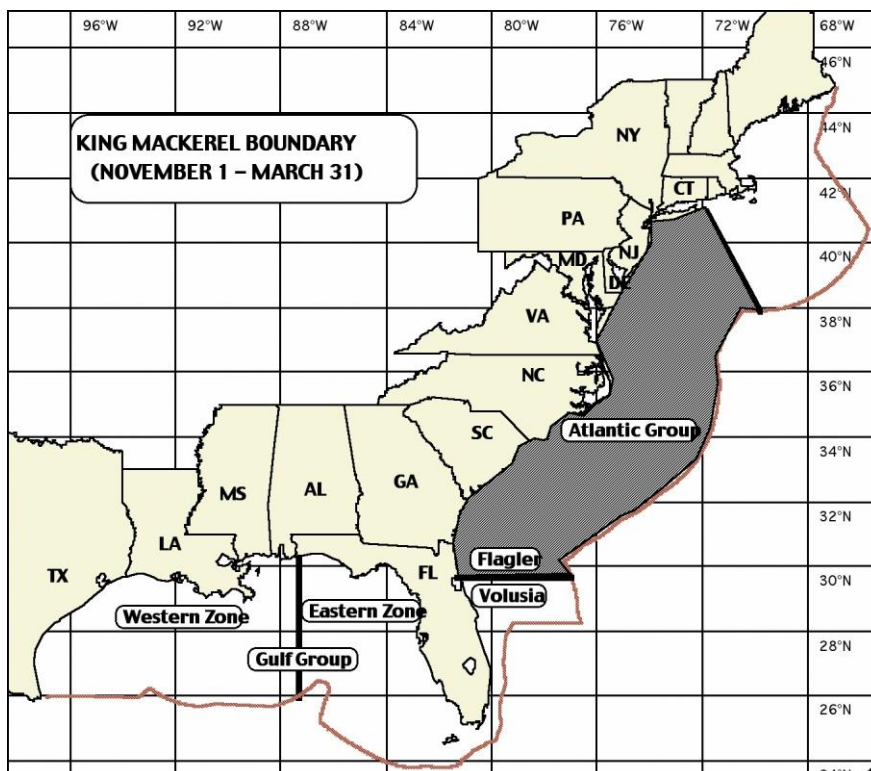 96°W 92°W 88°W 80°W 76°W 72°W 68°W
46°N
KING MACKEREL BOUNDARY
(NOVEMBER 1 – MARCH 31)
NY
44°N
CT
42°N
PA
NJ
40°N
MD
DE
VA
38°N
NC
36°N
SC
Atlantic Group
34°N
MS
AL
GA
32°N
LA
Flagler
TX
FL
30°N
Volusia
Western Zone
Eastern Zone
28°N
Gulf Group
26°N
24°N